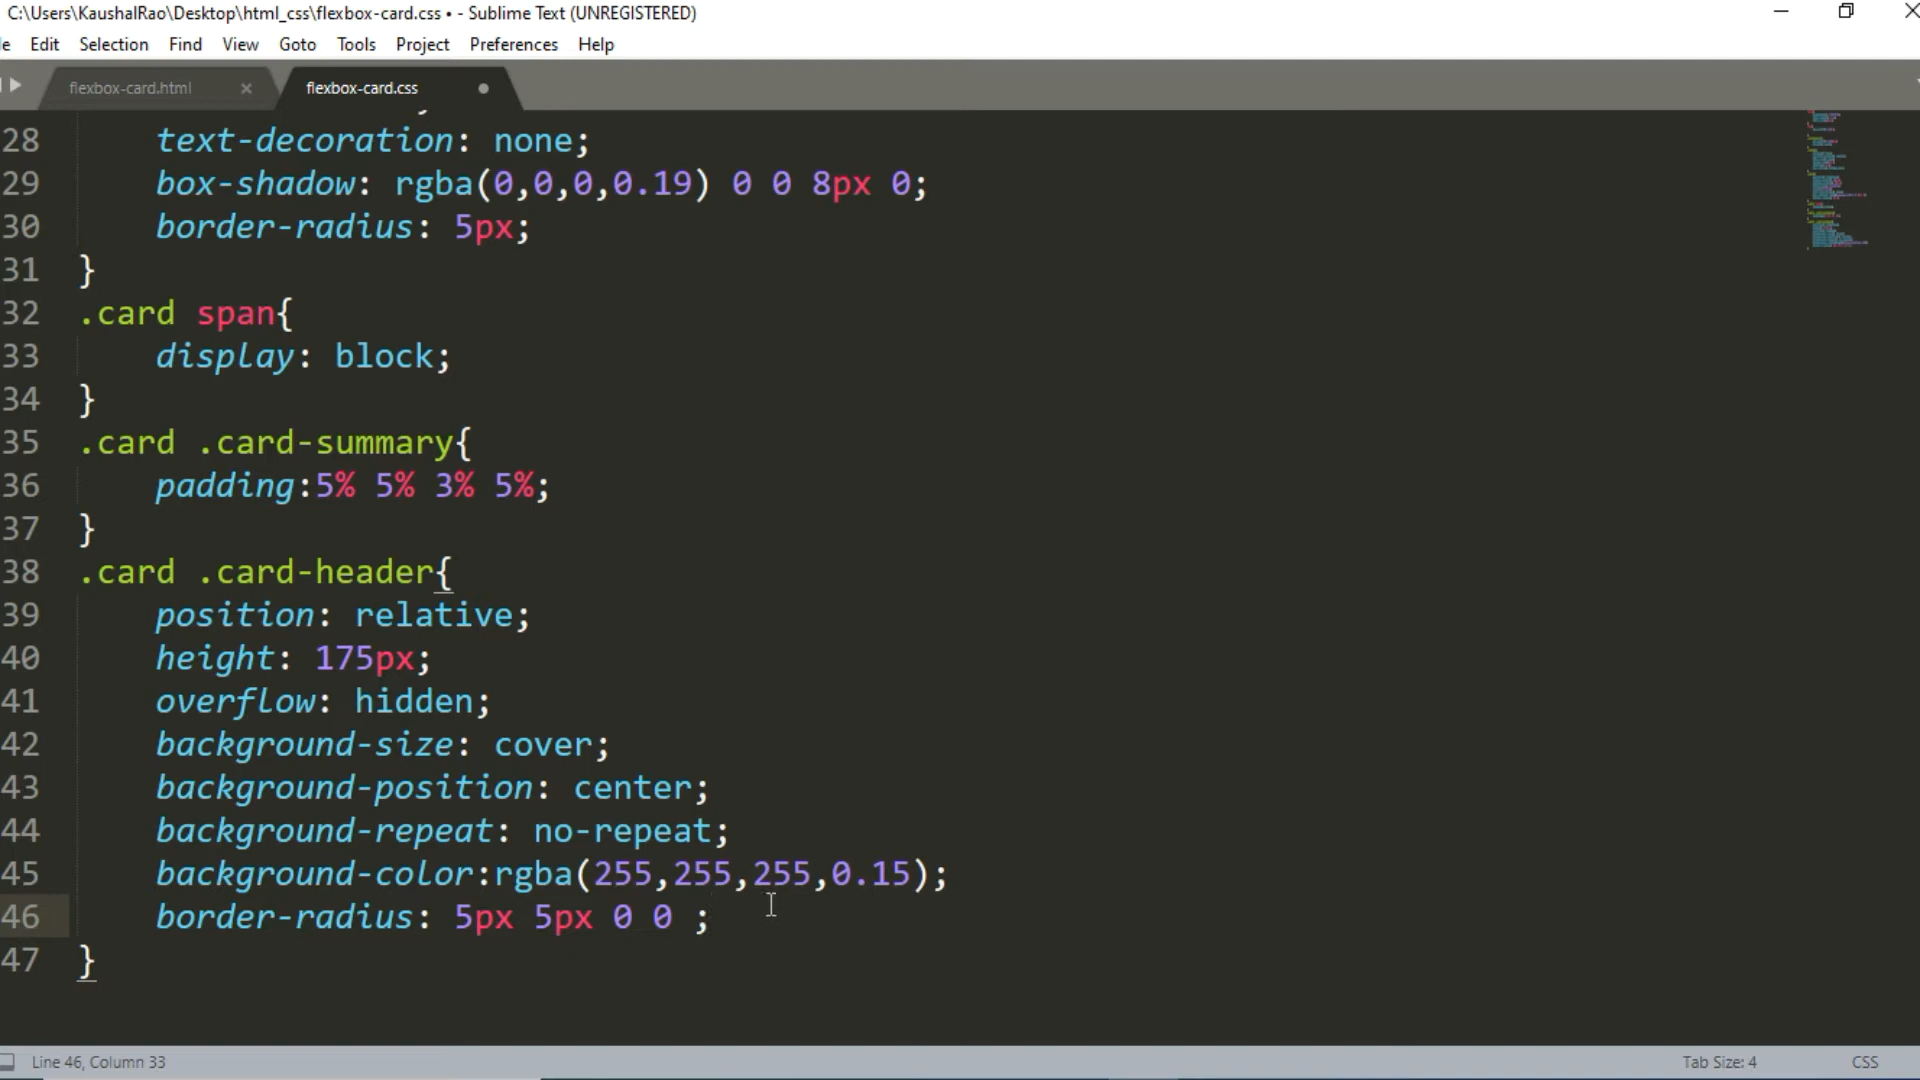 C:\Users\KaushalRao\Desktop\html_css\flexbox-card.css • - Sublime Text (UNREGISTERED)
Edit Selection Find View Goto Tools Project Preferences Help
flexbox-card.html × flexbox-card.css
28 text-decoration: none;
29 box-shadow: rgba(0,0,0,0.19) 0 0 8px 0;
30 border-radius: 5px;
31 }
32 .card span{
33 display: block;
34 }
35 .card .card-summary{
36 padding:5% 5% 3% 5%;
37 }
38 .card .card-header{
39 position: relative;
40 height: 175px;
41 overflow: hidden;
42 background-size: cover;
43 background-position: center;
44 background-repeat: no-repeat;
45 background-color:rgba(255,255,255,0.15);
46 border-radius: 5px 5px 0 0 ;
47 }
Line 46, Column 33 Tab Size: 4 CSS